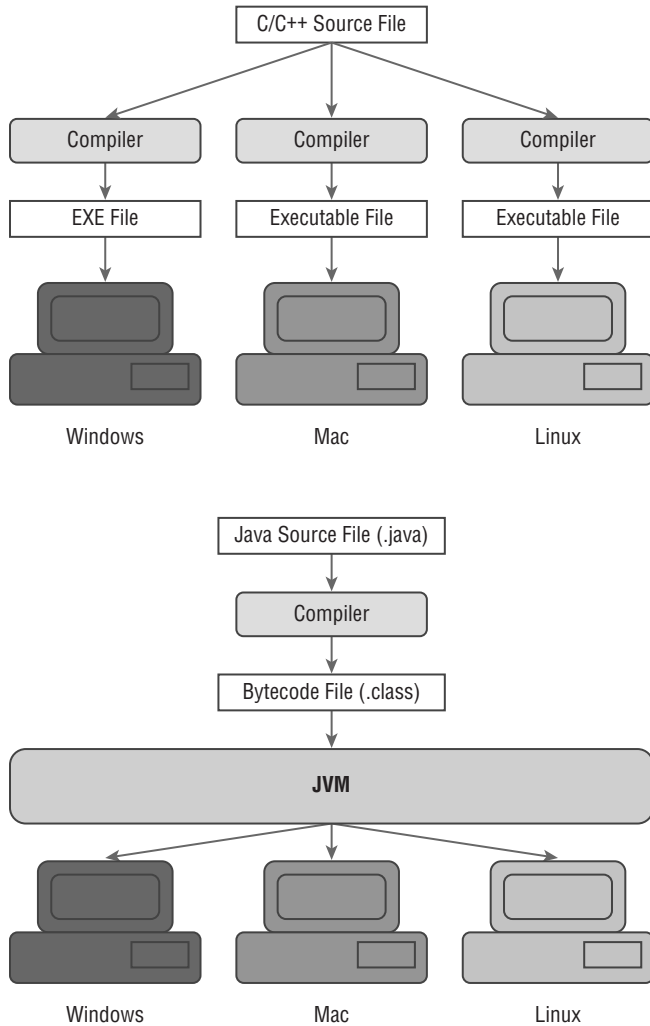 C/C++ Source File
Compiler
Compiler
Compiler
EXE File
Executable File
Executable File
Windows
Mac
Linux
Java Source File (.java)
Compiler
Bytecode File (.class)
JVM
Windows
Mac
Linux